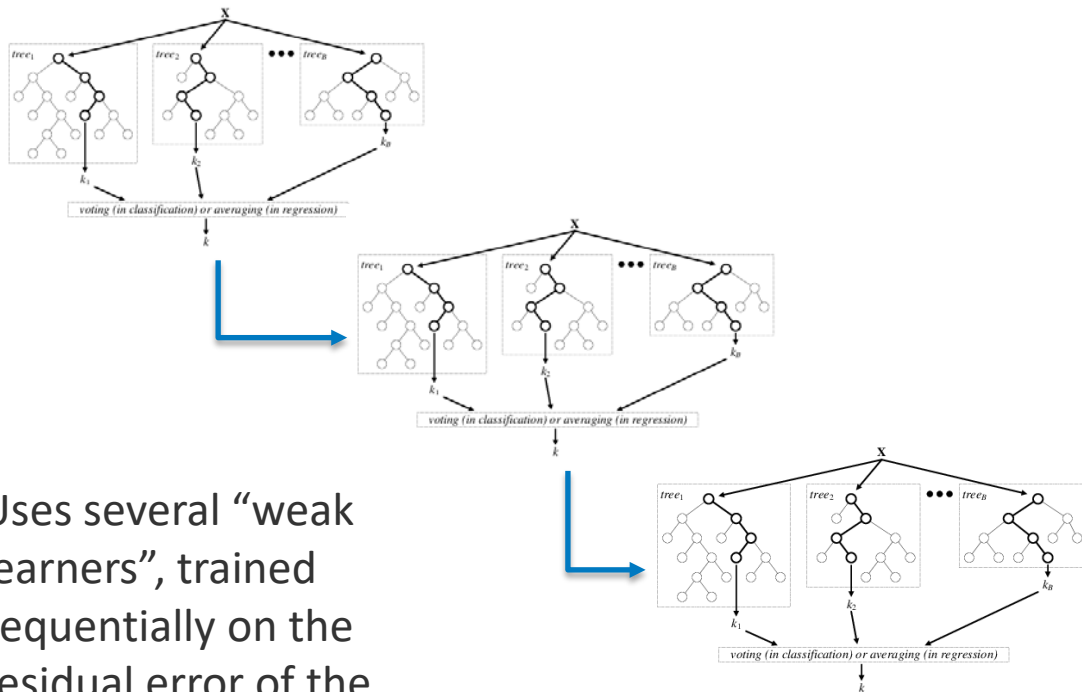 X
tree1 tree2 ••• treeB
kB
k2
k1
voting (in classification) or averaging (in regression)
k
X
tree1 tree2 ••• treeB
kB
k2
k1
voting (in classification) or averaging (in regression)
k
X
tree1 tree2 ••• treeB
kB
k2
k1
voting (in classification) or averaging (in regression)
k
Uses several “weak
earners”, trained
equentially on the
esidual error of the